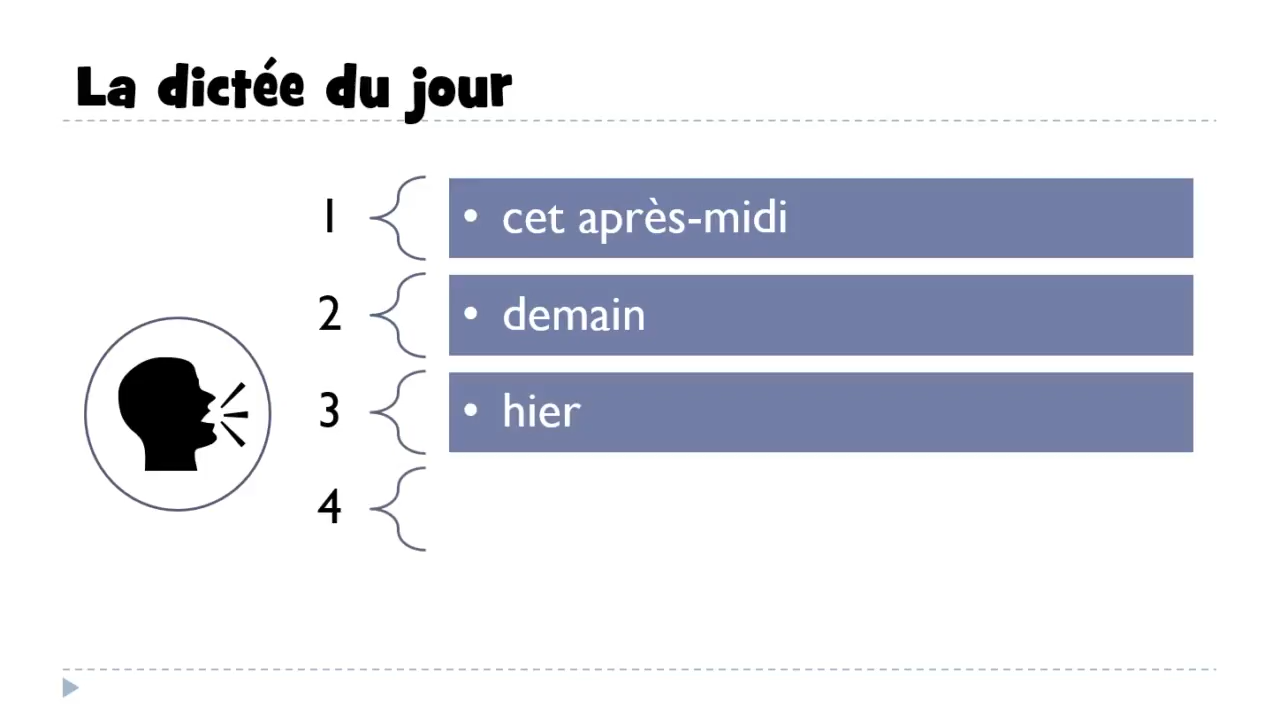 La dictée du jour
1
• cet après-midi
2
• demain
3
• hier
4